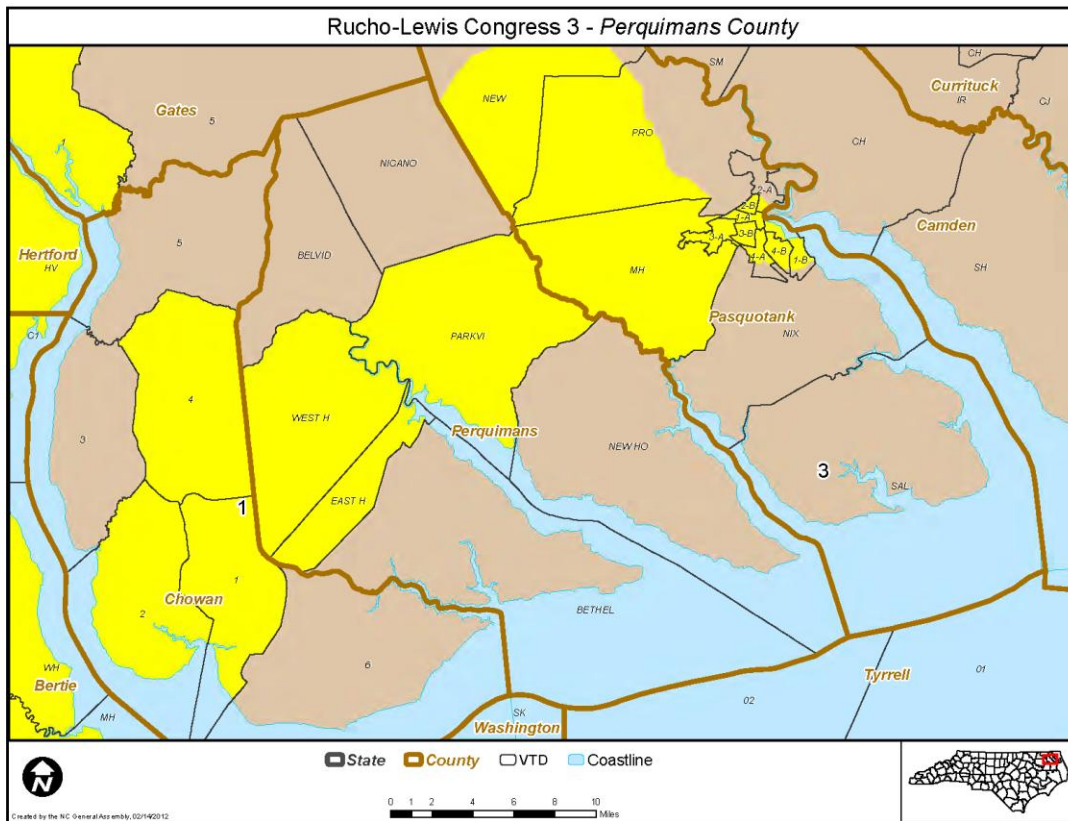 Rucho-Lewis Congress 3 - Perquimans County
CH
SM
Currituck
NEW
IR
CJ
Gates
5
PRO
CH
1
NICANO
2-A
5
2-B
1-A
Camden
Hertford
BELVID
3-A
3-B
4-B
HV
MH
4-A
1-B
SH
Pasquotank
C1
PARKVI
NIX
4
WEST H
3
Perquimans
NEW HO
3
EAST H
SAL
1
1
Chowan
BETHEL
2
6
WH
Tyrrell
01
Bertie
02
MH
SK
Washington
State
County
VTD
Coastline
N
0 1 2 4 6 8 10
Miles
Created by the NC General Assembly, 02/14/2012